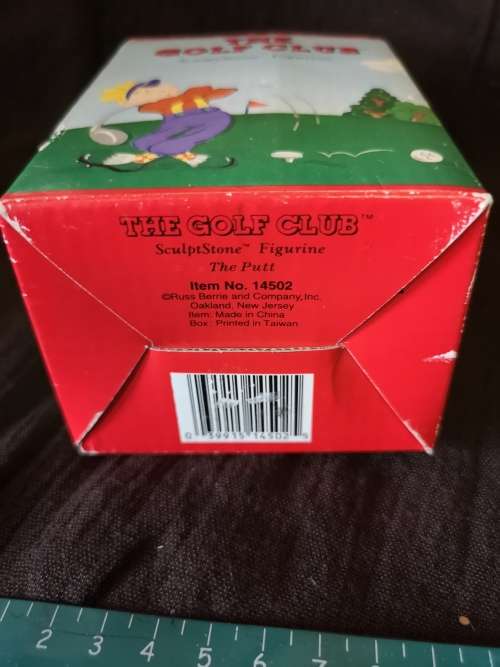 THE
GOLF CLUB
SculptStone Figurine
THE GOLF CLUB™
SculptStone™ Figurine
The Putt
Item No. 14502
©Russ Berrie and Company, Inc.
Oakland, New Jersey
Item: Made in China
Box: Printed in Taiwan
0 39915 14502 5
2 3 4 5 6 7